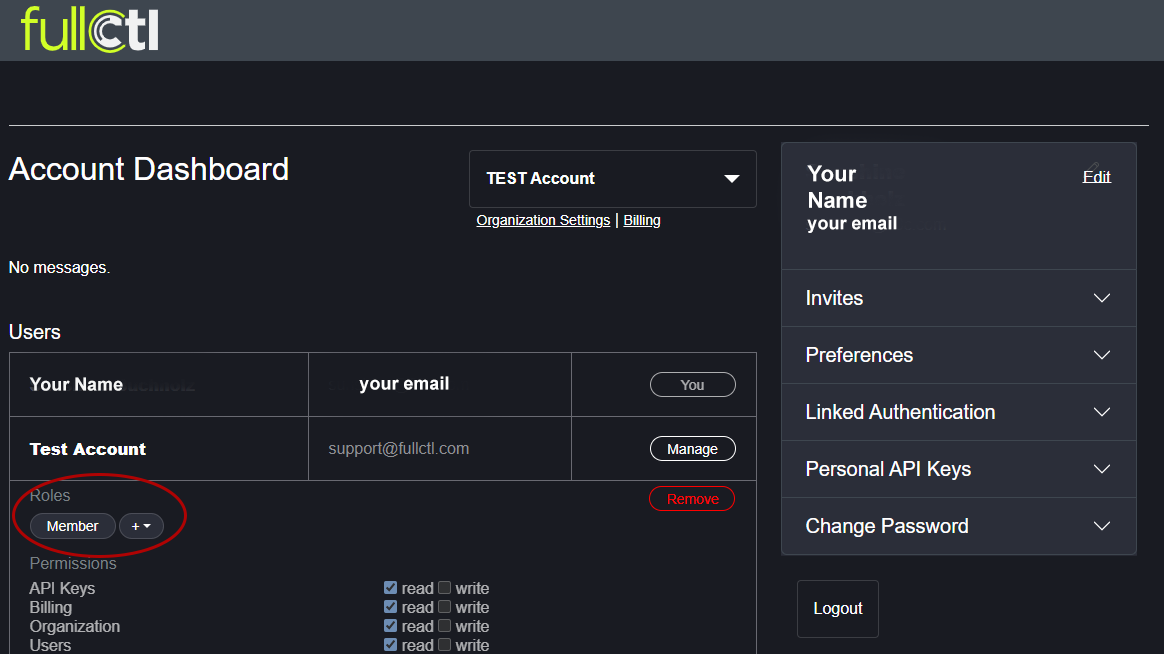 fullctl
Account Dashboard
TEST Account
Organization Settings | Billing
No messages.
Users
Your Name your email You
Test Account support@fullctl.com Manage
Roles Remove
Member +
Permissions
API Keys read write
Billing read write
Organization read write
Users read write
Your
Name
your email
Edit
Invites
Preferences
Linked Authentication
Personal API Keys
Change Password
Logout